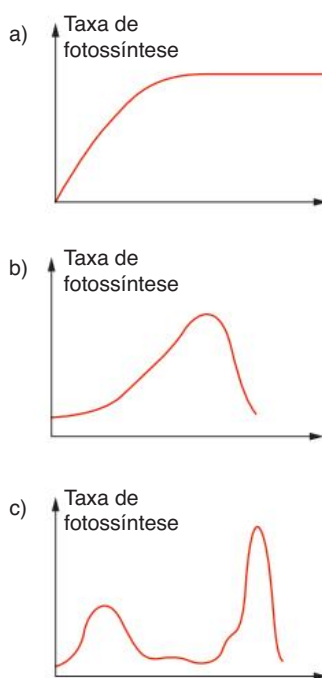 a) Taxa de
fotossíntese
b) Taxa de
fotossíntese
c) Taxa de
fotossíntese